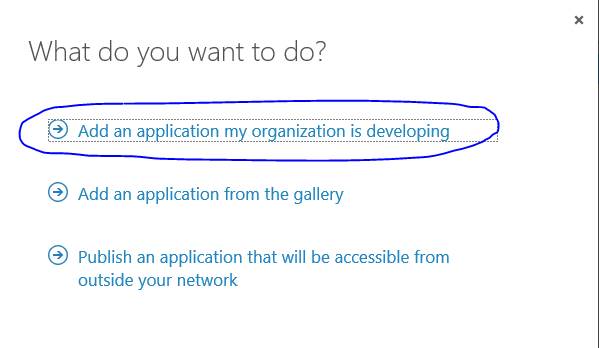 What do you want to do?
Add an application my organization is developing
Add an application from the gallery
Publish an application that will be accessible from
outside your network